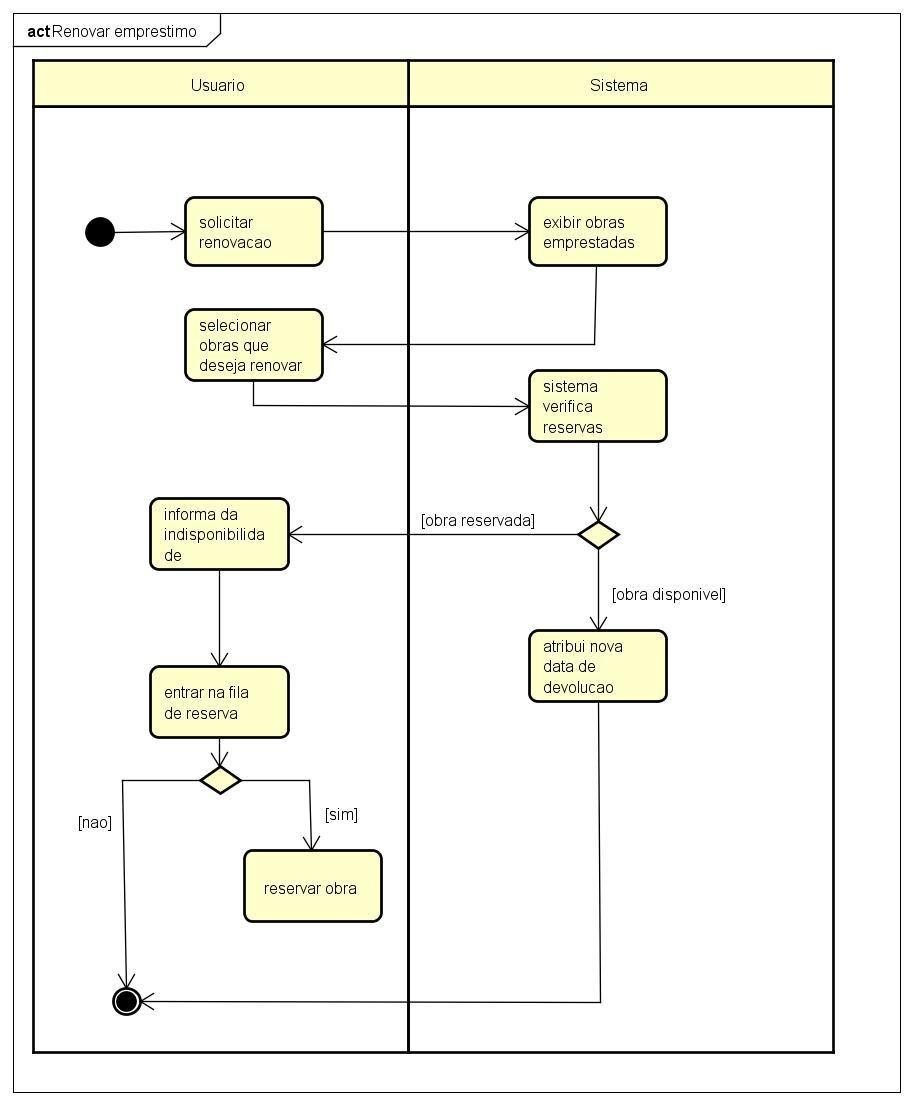 act Renovar emprestimo
Usuario
Sistema
solicitar
renovacao
exibir obras
emprestadas
selecionar
obras que
deseja renovar
sistema
verifica
reservas
informa da
indisponibilida
de
[obra reservada]
[obra disponivel]
atribui nova
data de
devolucao
entrar na fila
de reserva
[nao]
[sim]
reservar obra